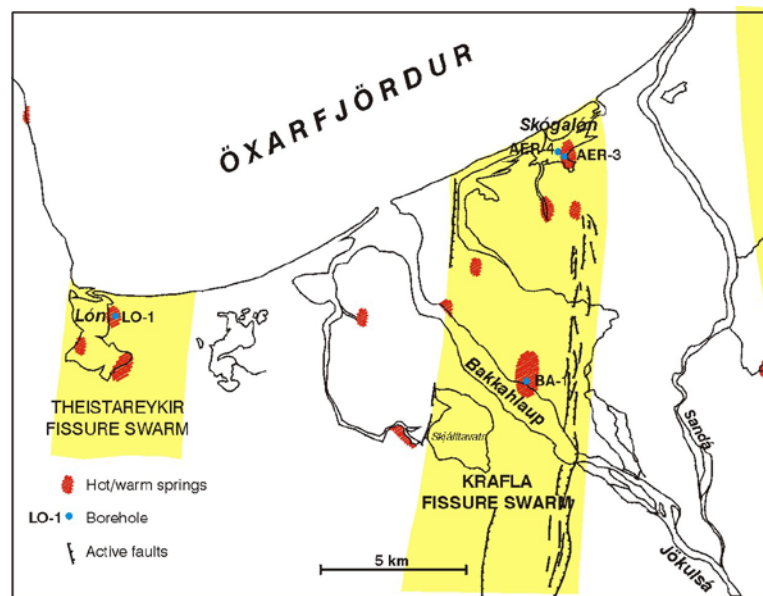 ÖXARFJÖRDUR
Skógalón
AER-4
AER-3
Lón
LO-1
THEISTAREYKIR
FISSURE SWARM
Bakkahlaup
BA-1
Skjálftavatn
KRAFLA
FISSURE SWARM
Sandá
Jökulsá
Hot/warm springs
LO-1 Borehole
Active faults
5 km